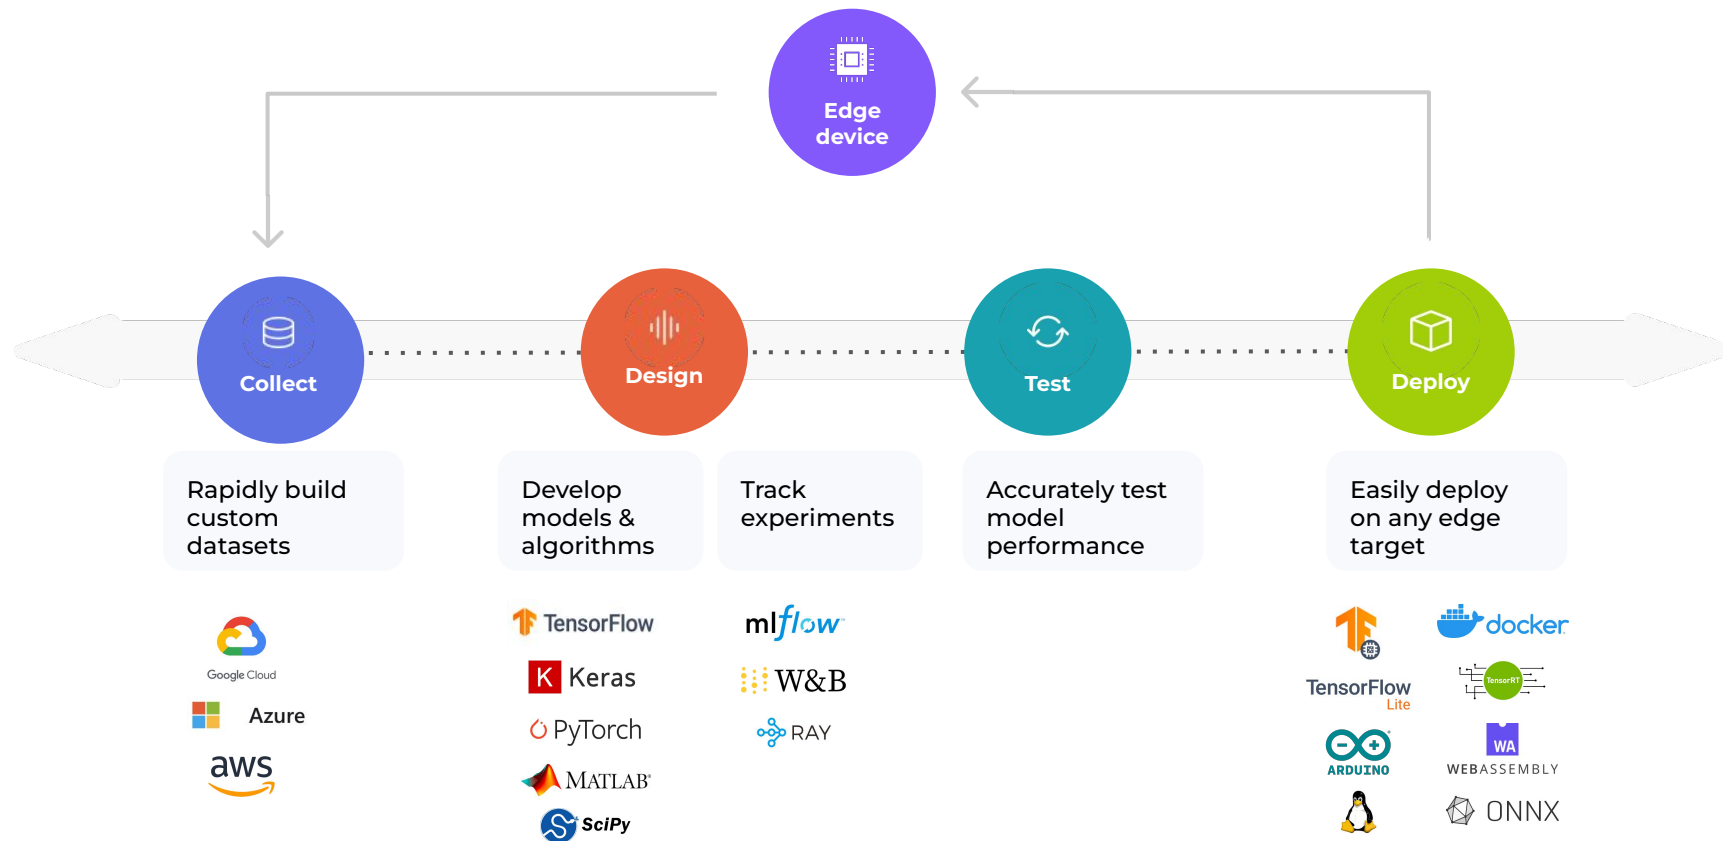 Edge
device
Collect
Design
Test
Deploy
Rapidly build
custom
datasets
Develop
models &
algorithms
Track
experiments
Accurately test
model
performance
Easily deploy
on any edge
target
Google Cloud
Azure
aws
TensorFlow
K Keras
PyTorch
MATLAB®
SciPy
mlflow™
W&B
RAY
TensorFlow
Lite
docker
TensorRT
ARDUINO
WA
WEBASSEMBLY
ONNX